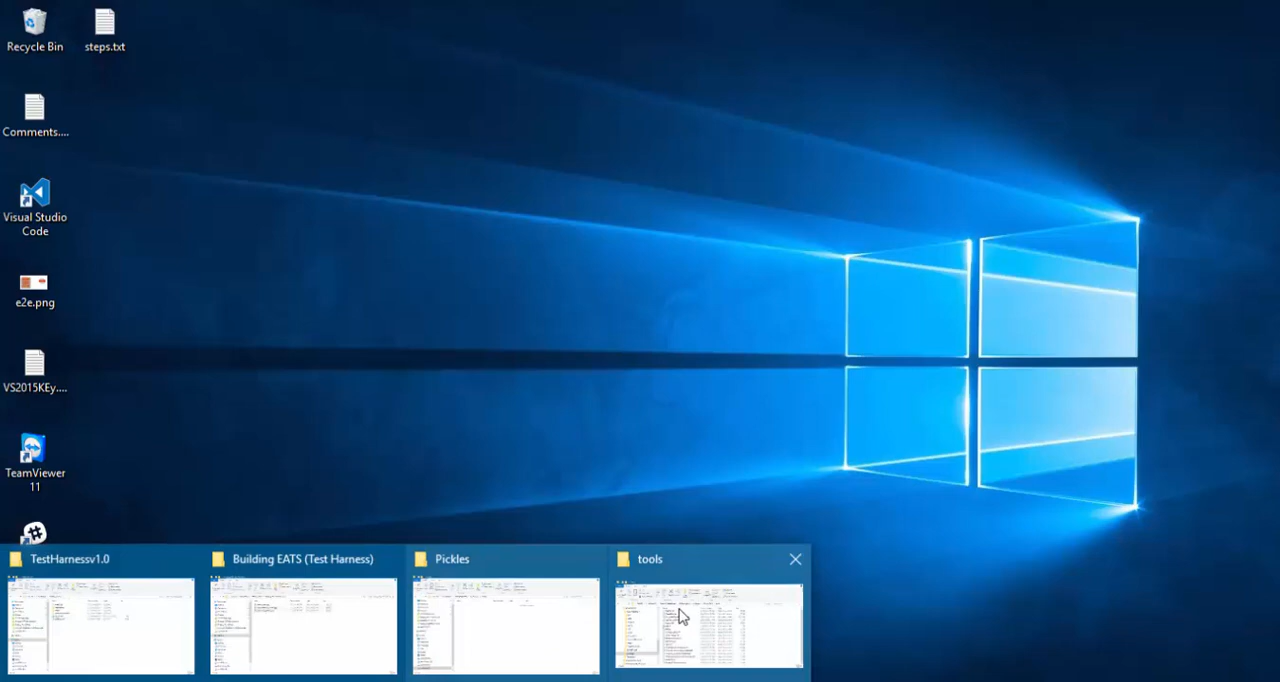 Recycle Bin
steps.txt
Comments....
Visual Studio
Code
e2e.png
VS2015KEy....
TeamViewer
11
TestHarnessv1.0
Building EATS (Test Harness)
Pickles
tools